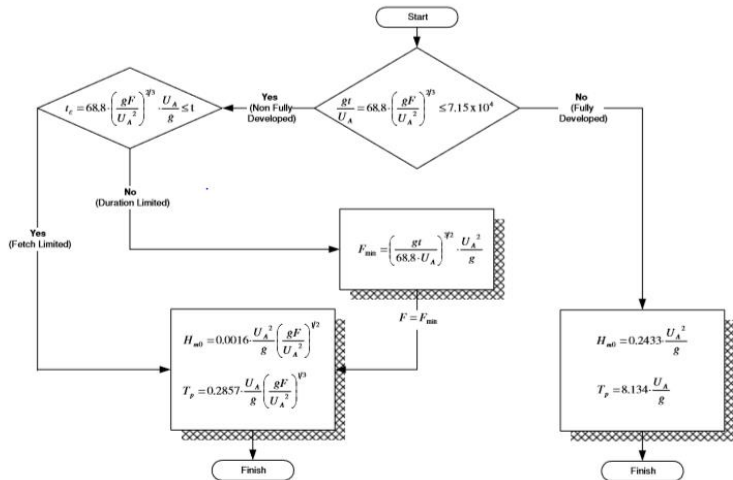 Start
gt/U_A = 68,8·(gF/U_A²)^(2/3) ≤ 7.15 x 10⁴
Yes
(Non Fully
Developed)
No
(Fully
Developed)
t_c = 68,8·(gF/U_A²)^(2/3)·U_A/g ≤ t
No
(Duration Limited)
Yes
(Fetch Limited)
F_min = (gt/68,8·U_A)^(3/2)·U_A²/g
F = F_min
H_m0 = 0.0016·U_A²/g (gF/U_A²)^(1/2)
T_p = 0.2857·U_A/g (gF/U_A²)^(1/3)
Finish
H_m0 = 0.2433·U_A²/g
T_p = 8.134·U_A/g
Finish